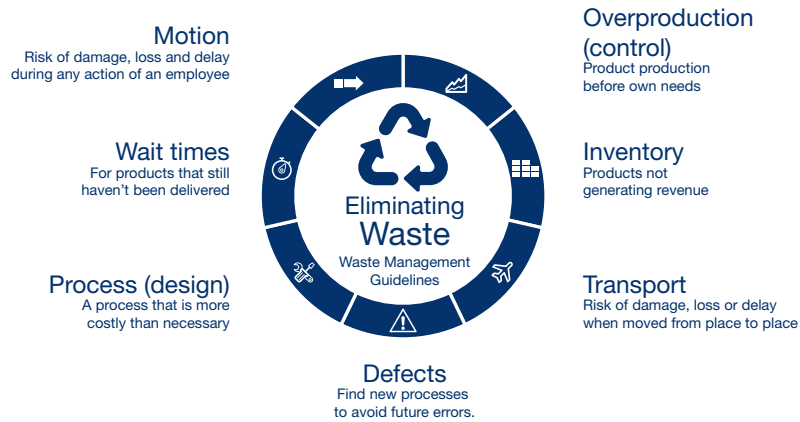 Motion
Risk of damage, loss and delay
during any action of an employee
Overproduction
(control)
Product production
before own needs
Wait times
For products that still
haven't been delivered
Inventory
Products not
generating revenue
Eliminating
Waste
Waste Management
Guidelines
Process (design)
A process that is more
costly than necessary
Transport
Risk of damage, loss or delay
when moved from place to place
Defects
Find new processes
to avoid future errors.